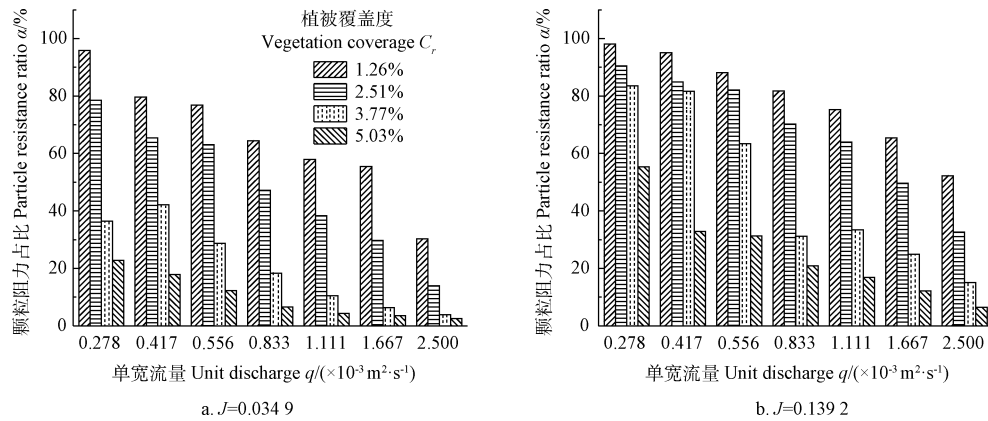 颗粒阻力占比 Particle resistance ratio α/%
100
80
60
40
20
0
植被覆盖度
Vegetation coverage Cr
1.26%
2.51%
3.77%
5.03%
0.278 0.417 0.556 0.833 1.111 1.667 2.500
单宽流量 Unit discharge q/(×10-3 m2·s-1)
a. J=0.034 9
颗粒阻力占比 Particle resistance ratio α/%
100
80
60
40
20
0
0.278 0.417 0.556 0.833 1.111 1.667 2.500
单宽流量 Unit discharge q/(×10-3 m2·s-1)
b. J=0.139 2